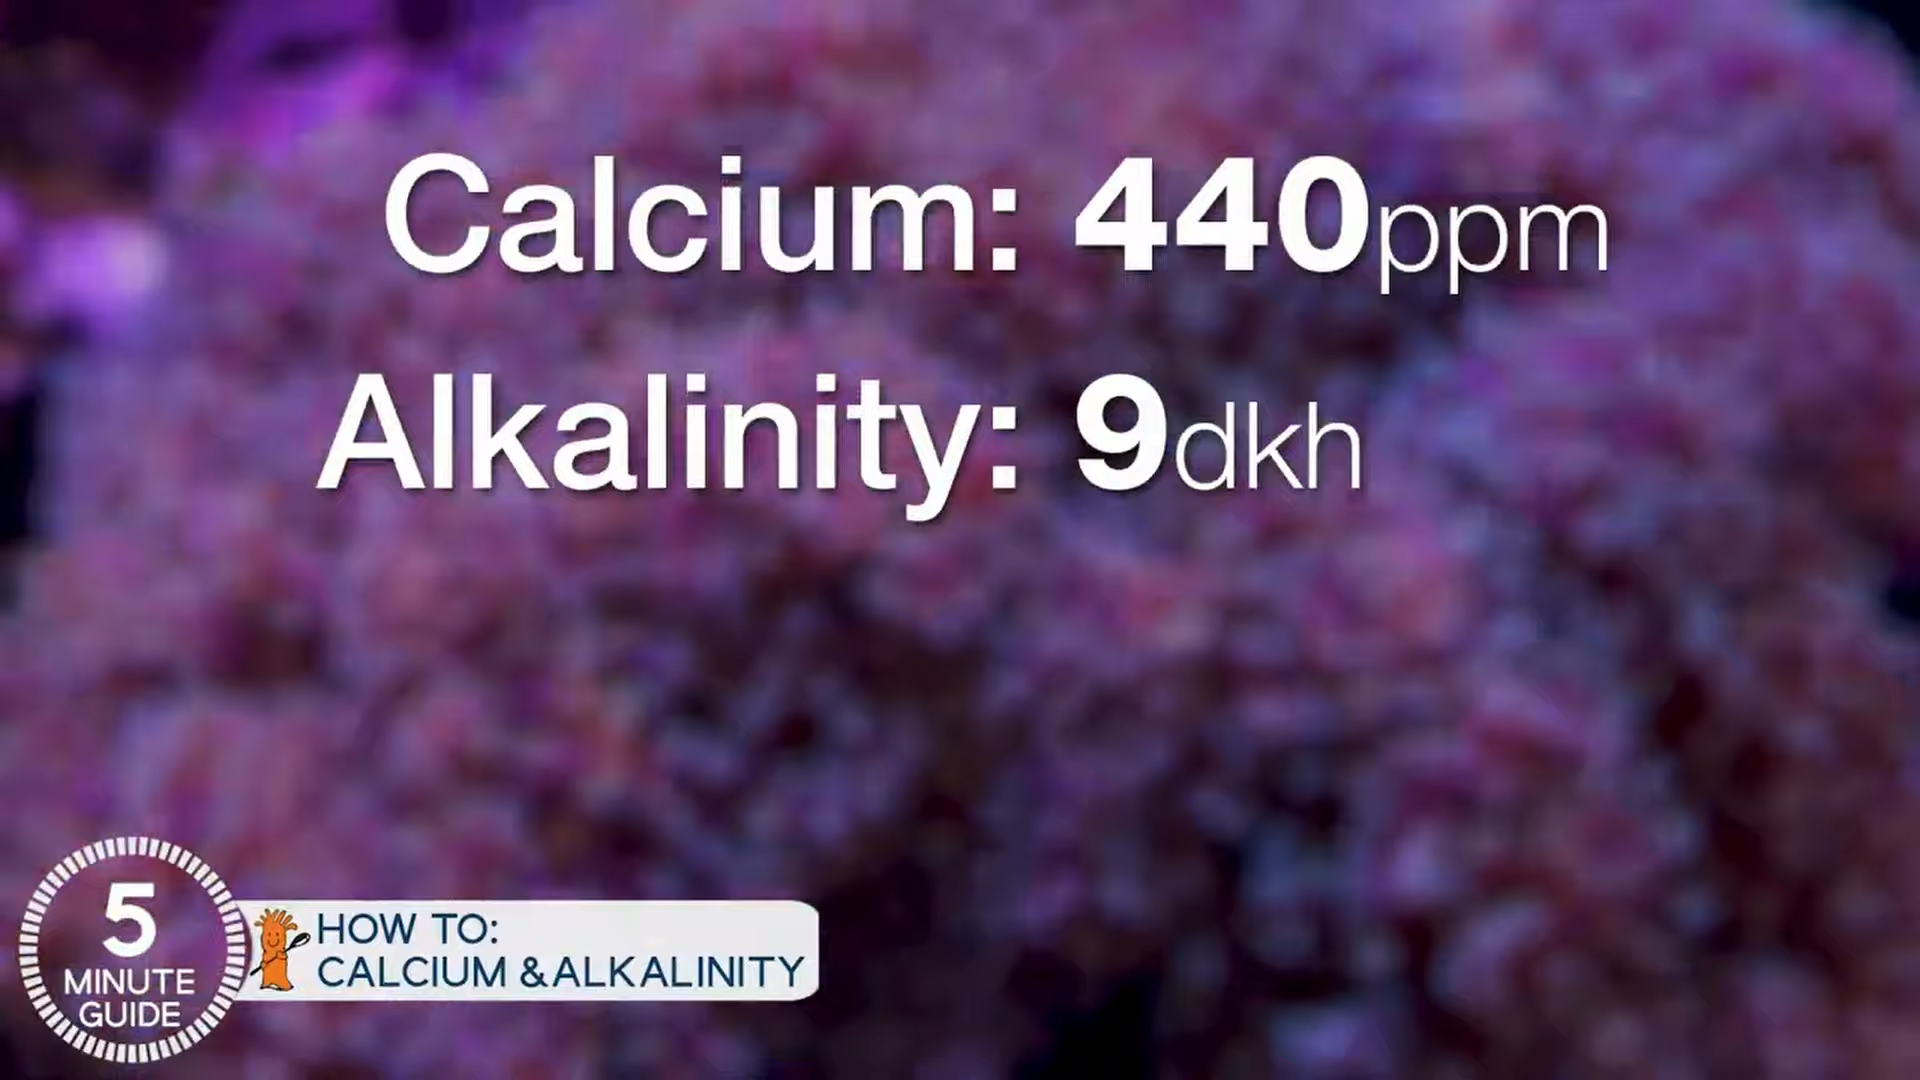 Calcium: 440ppm
Alkalinity: 9dkh
5
MINUTE
GUIDE
HOW TO:
CALCIUM & ALKALINITY